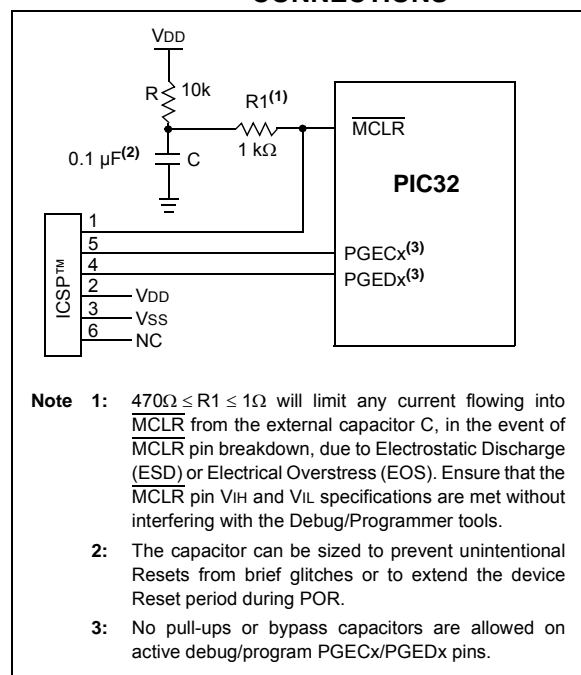 CONNECTIONS
VDD
R 10k
R1(1)
1 kΩ
0.1 µF(2) C
MCLR
PIC32
PGECx(3)
PGEDx(3)
ICSP™
1
5
4
2
VDD
3
VSS
6
NC
Note 1: 470Ω ≤ R1 ≤ 1Ω will limit any current flowing into
MCLR from the external capacitor C, in the event of
MCLR pin breakdown, due to Electrostatic Discharge
(ESD) or Electrical Overstress (EOS). Ensure that the
MCLR pin VIH and VIL specifications are met without
interfering with the Debug/Programmer tools.
2: The capacitor can be sized to prevent unintentional
Resets from brief glitches or to extend the device
Reset period during POR.
3: No pull-ups or bypass capacitors are allowed on
active debug/program PGECx/PGEDx pins.